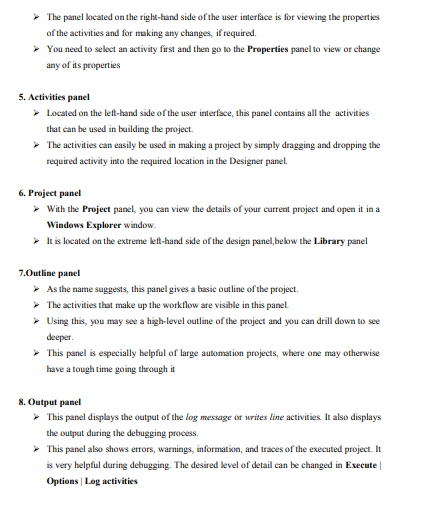 ➤ The panel located on the right-hand side of the user interface is for viewing the properties
of the activities and for making any changes, if required.
➤ You need to select an activity first and then go to the Properties panel to view or change
any of its properties
5. Activities panel
➤ Located on the left-hand side of the user interface, this panel contains all the activities
that can be used in building the project.
➤ The activities can easily be used in making a project by simply dragging and dropping the
required activity into the required location in the Designer panel.
6. Project panel
➤ With the Project panel, you can view the details of your current project and open it in a
Windows Explorer window.
➤ It is located on the extreme left-hand side of the design panel,below the Library panel
7.Outline panel
➤ As the name suggests, this panel gives a basic outline of the project.
➤ The activities that make up the workflow are visible in this panel.
➤ Using this, you may see a high-level outline of the project and you can drill down to see
deeper.
➤ This panel is especially helpful of large automation projects, where one may otherwise
have a tough time going through it
8. Output panel
➤ This panel displays the output of the log message or writes line activities. It also displays
the output during the debugging process.
➤ This panel also shows errors, warnings, information, and traces of the executed project. It
is very helpful during debugging. The desired level of detail can be changed in Execute |
Options | Log activities